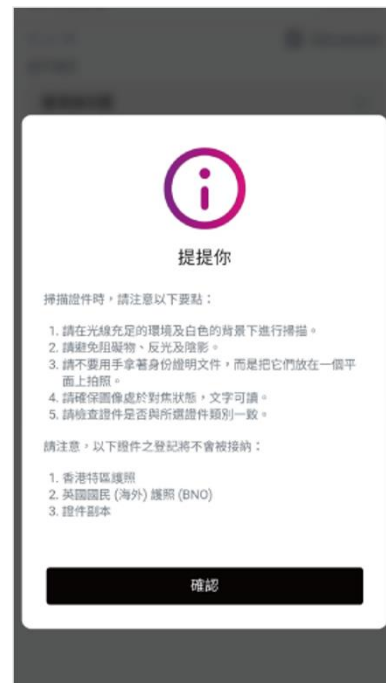 提提你
掃描證件時，請注意以下要點：
1. 請在光線充足的環境及白色的背景下進行掃描。
2. 請避免阻礙物、反光及陰影。
3. 請不要用手拿著身份證明文件，而是把它們放在一個平
面上拍照。
4. 請確保圖像處於對焦狀態，文字可讀。
5. 請檢查證件是否與所選證件類別一致。
請注意，以下證件之登記將不會被接納：
1. 香港特區護照
2. 英國國民 (海外) 護照 (BNO)
3. 證件副本
確認